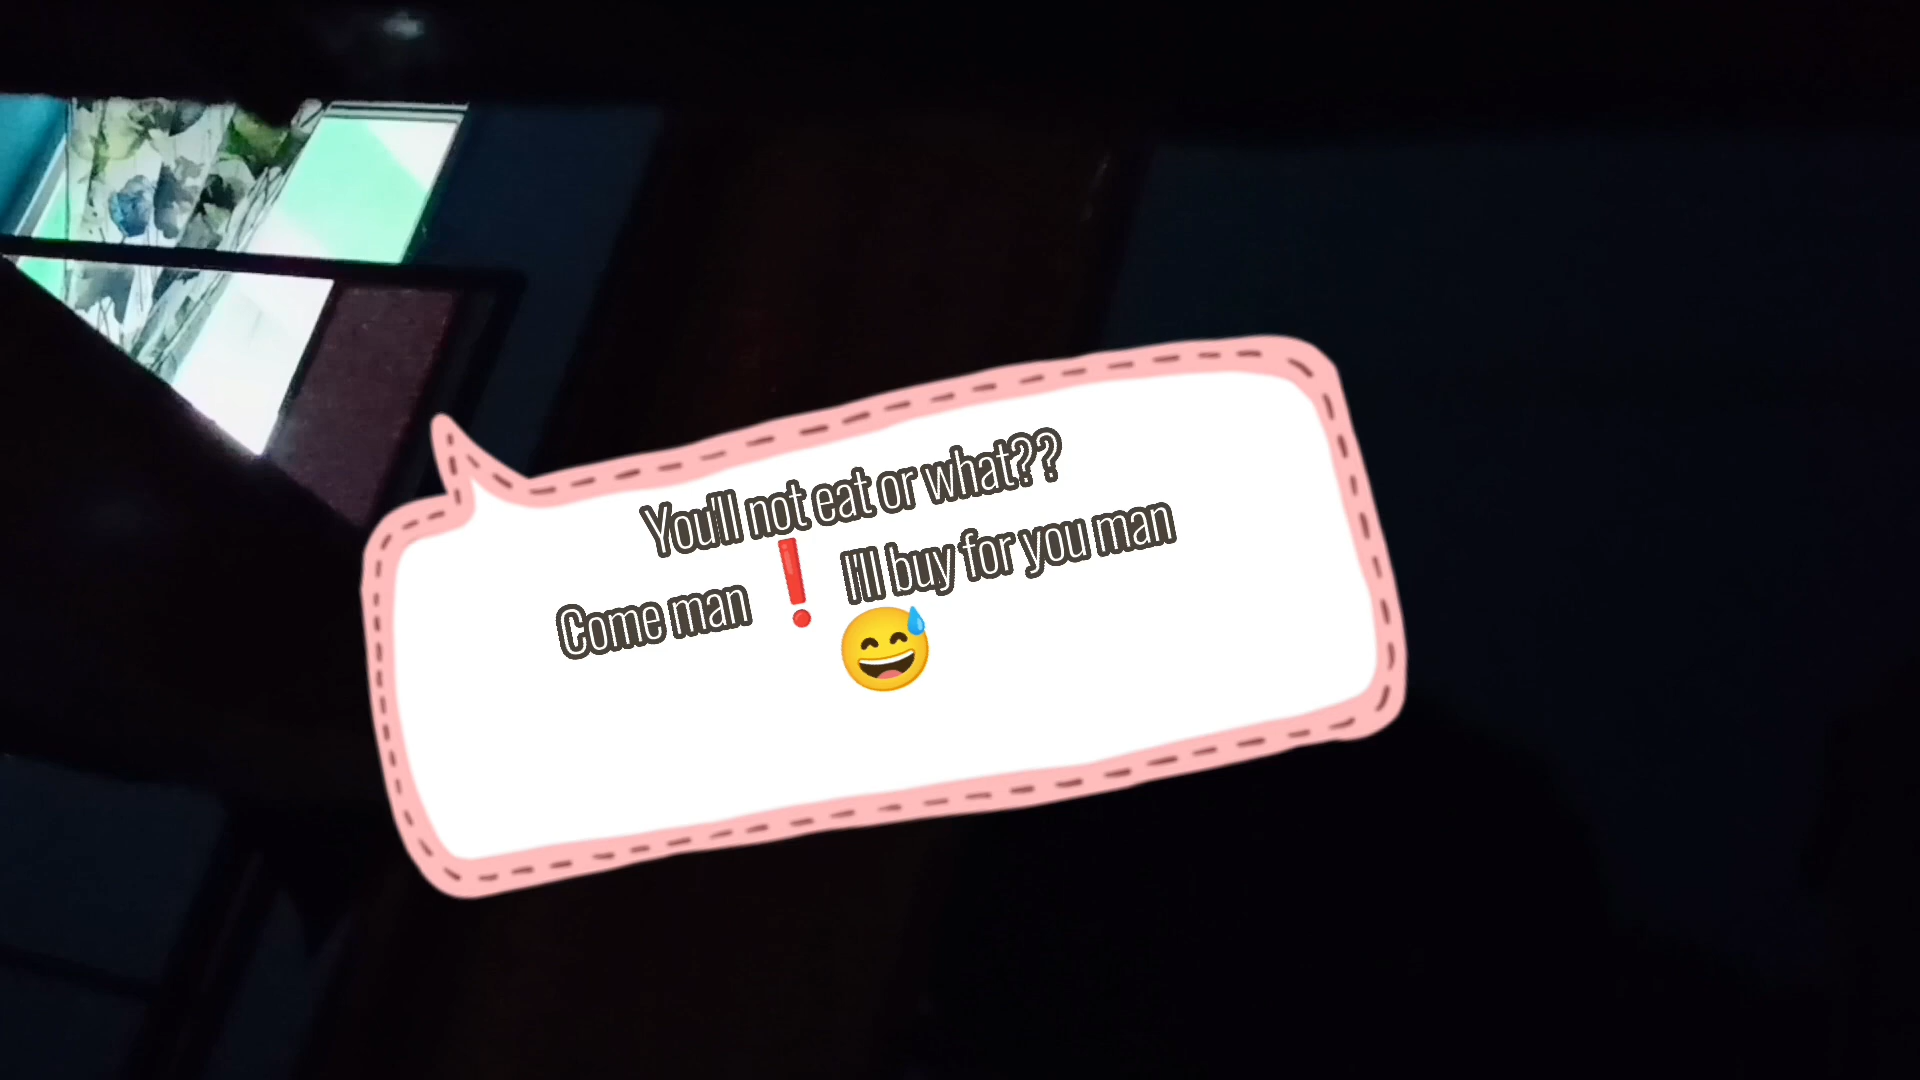 You'll not eat or what??
Come man❗ I'll buy for you man
😅